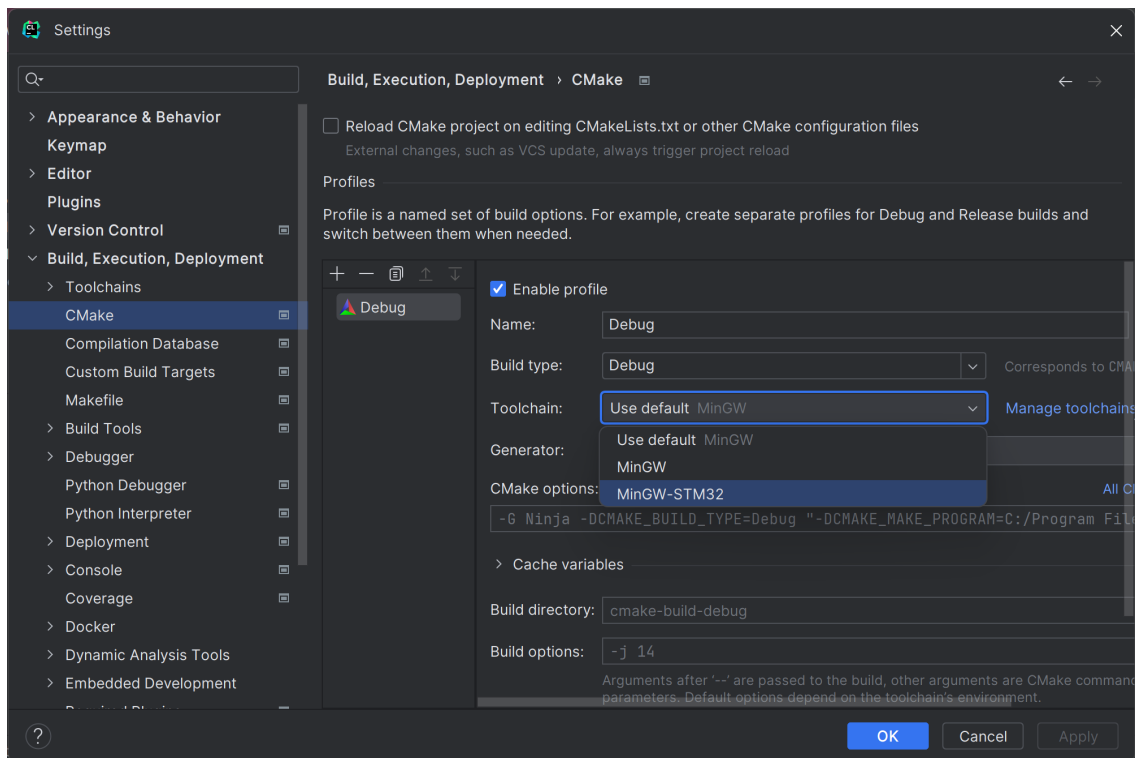 Settings
Appearance & Behavior
Keymap
Editor
Plugins
Version Control
Build, Execution, Deployment
Toolchains
CMake
Compilation Database
Custom Build Targets
Makefile
Build Tools
Debugger
Python Debugger
Python Interpreter
Deployment
Console
Coverage
Docker
Dynamic Analysis Tools
Embedded Development
Build, Execution, Deployment › CMake
Reload CMake project on editing CMakeLists.txt or other CMake configuration files
External changes, such as VCS update, always trigger project reload
Profiles
Profile is a named set of build options. For example, create separate profiles for Debug and Release builds and
switch between them when needed.
Debug
Enable profile
Name: Debug
Build type: Debug Corresponds to CMA
Toolchain: Use default MinGW Manage toolchains
Use default MinGW
MinGW
MinGW-STM32
Generator:
CMake options: All C
-G Ninja -DCMAKE_BUILD_TYPE=Debug "-DCMAKE_MAKE_PROGRAM=C:/Program File
Cache variables
Build directory: cmake-build-debug
Build options: -j 14
Arguments after '--' are passed to the build, other arguments are CMake command
parameters. Default options depend on the toolchain's environment.
? OK Cancel Apply